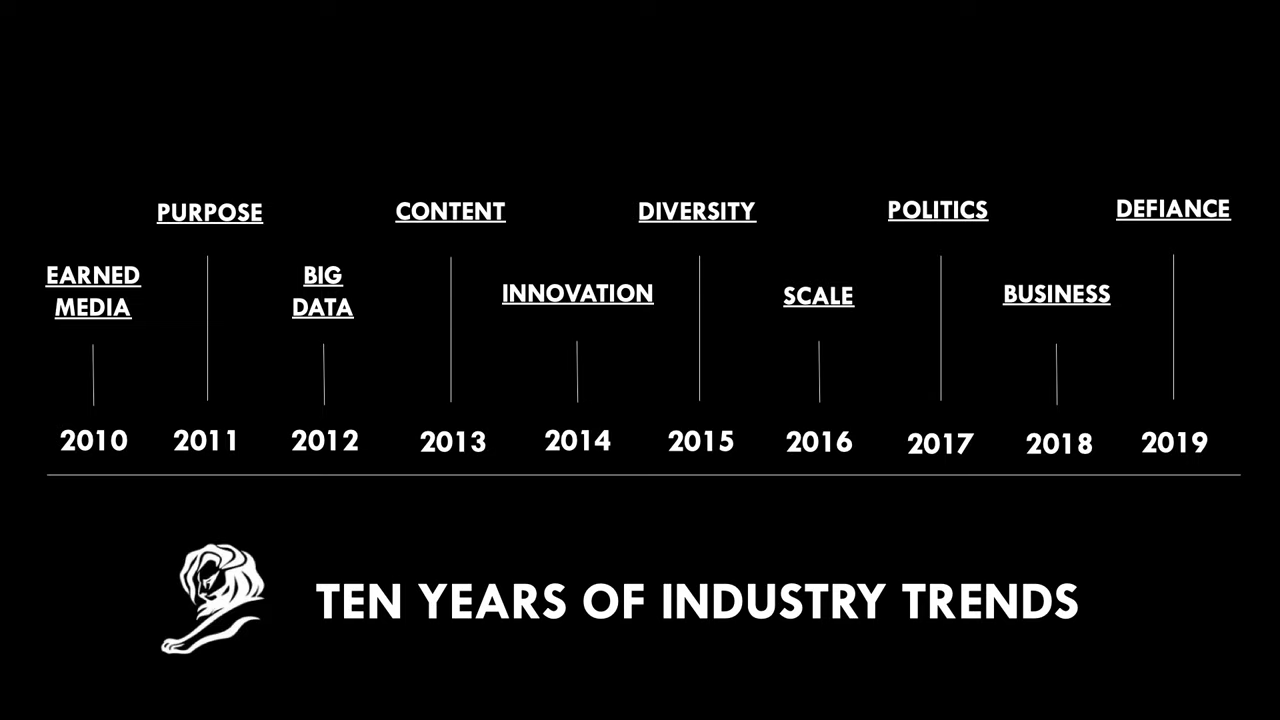 PURPOSE
CONTENT
DIVERSITY
POLITICS
DEFIANCE
EARNED
MEDIA
BIG
DATA
INNOVATION
SCALE
BUSINESS
2010 2011 2012 2013 2014 2015 2016 2017 2018 2019
TEN YEARS OF INDUSTRY TRENDS